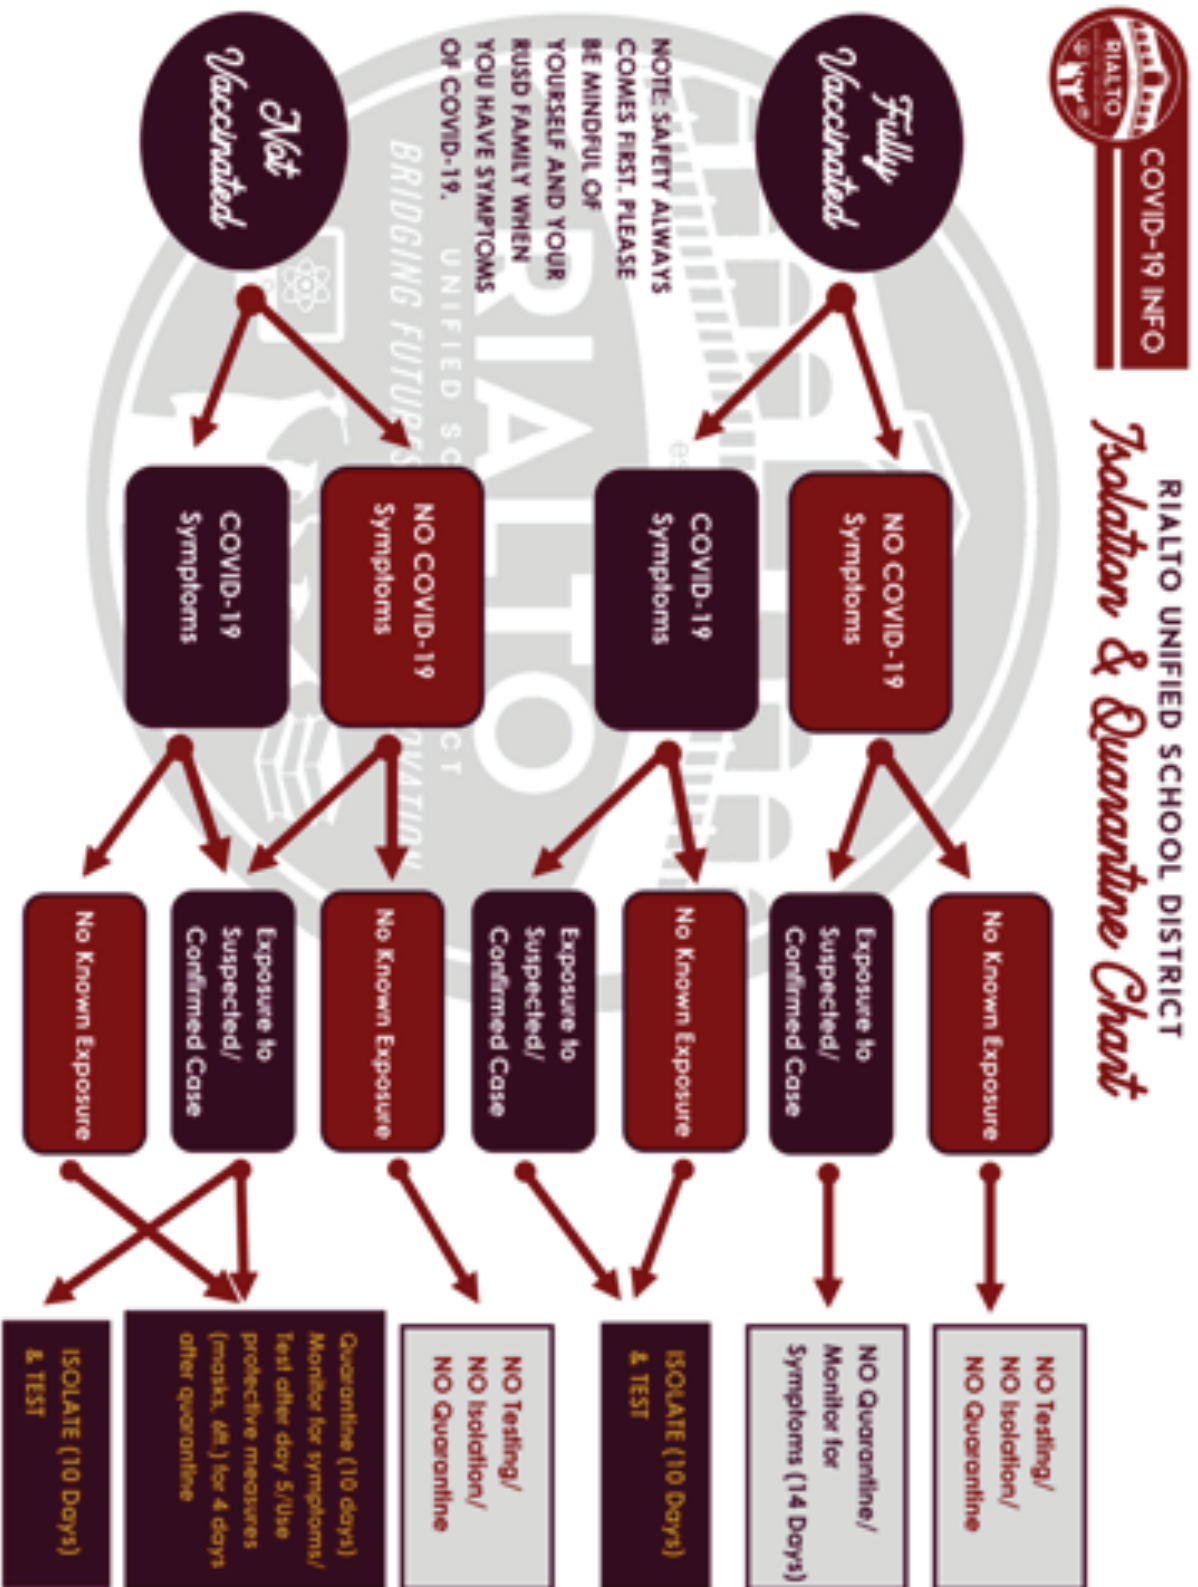 RIALTO
COVID-19 INFO
RIALTO UNIFIED SCHOOL DISTRICT
Isolation & Quarantine Chart
Fully
Vaccinated
NO COVID-19
Symptoms
COVID-19
Symptoms
No Known Exposure
Exposure to
Suspected/
Confirmed Case
No Known Exposure
Exposure to
Suspected/
Confirmed Case
NO Testing/
NO Isolation/
NO Quarantine
NO Quarantine/
Monitor for
Symptoms (14 Days)
ISOLATE (10 Days)
& TEST
NOTE: SAFETY ALWAYS
COMES FIRST. PLEASE
BE MINDFUL OF
YOURSELF AND YOUR
RUSD FAMILY WHEN
YOU HAVE SYMPTOMS
OF COVID-19.
Not
Vaccinated
NO COVID-19
Symptoms
COVID-19
Symptoms
No Known Exposure
Exposure to
Suspected/
Confirmed Case
No Known Exposure
NO Testing/
NO Isolation/
NO Quarantine
Quarantine (10 days)
Monitor for symptoms/
Test after day 5/Use
protective measures
(masks, 6ft.) for 4 days
after quarantine
ISOLATE (10 Days)
& TEST
RIALTO
UNIFIED
BRIDGING FUTURES